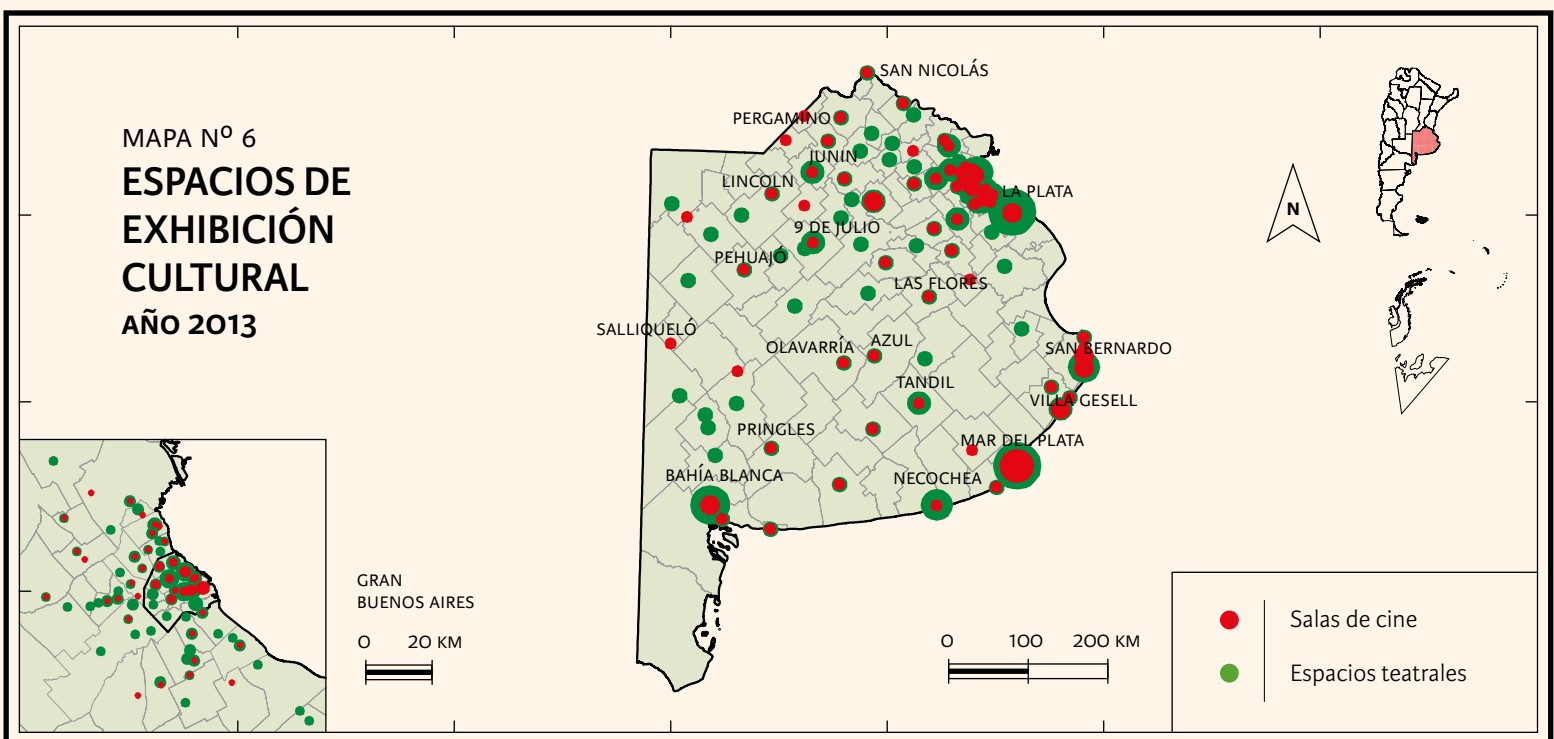 MAPA Nº 6
ESPACIOS DE
EXHIBICIÓN
CULTURAL
AÑO 2013
SAN NICOLÁS
PERGAMINO
JUNIN
LINCOLN
LA PLATA
9 DE JULIO
PEHUAJÓ
LAS FLORES
SALLIQUELÓ
OLAVARRÍA
AZUL
SAN BERNARDO
TANDIL
VILLA GESELL
PRINGLES
MAR DEL PLATA
BAHÍA BLANCA
NECOCHEA
N
GRAN
BUENOS AIRES
0 20 KM
0 100 200 KM
Salas de cine
Espacios teatrales